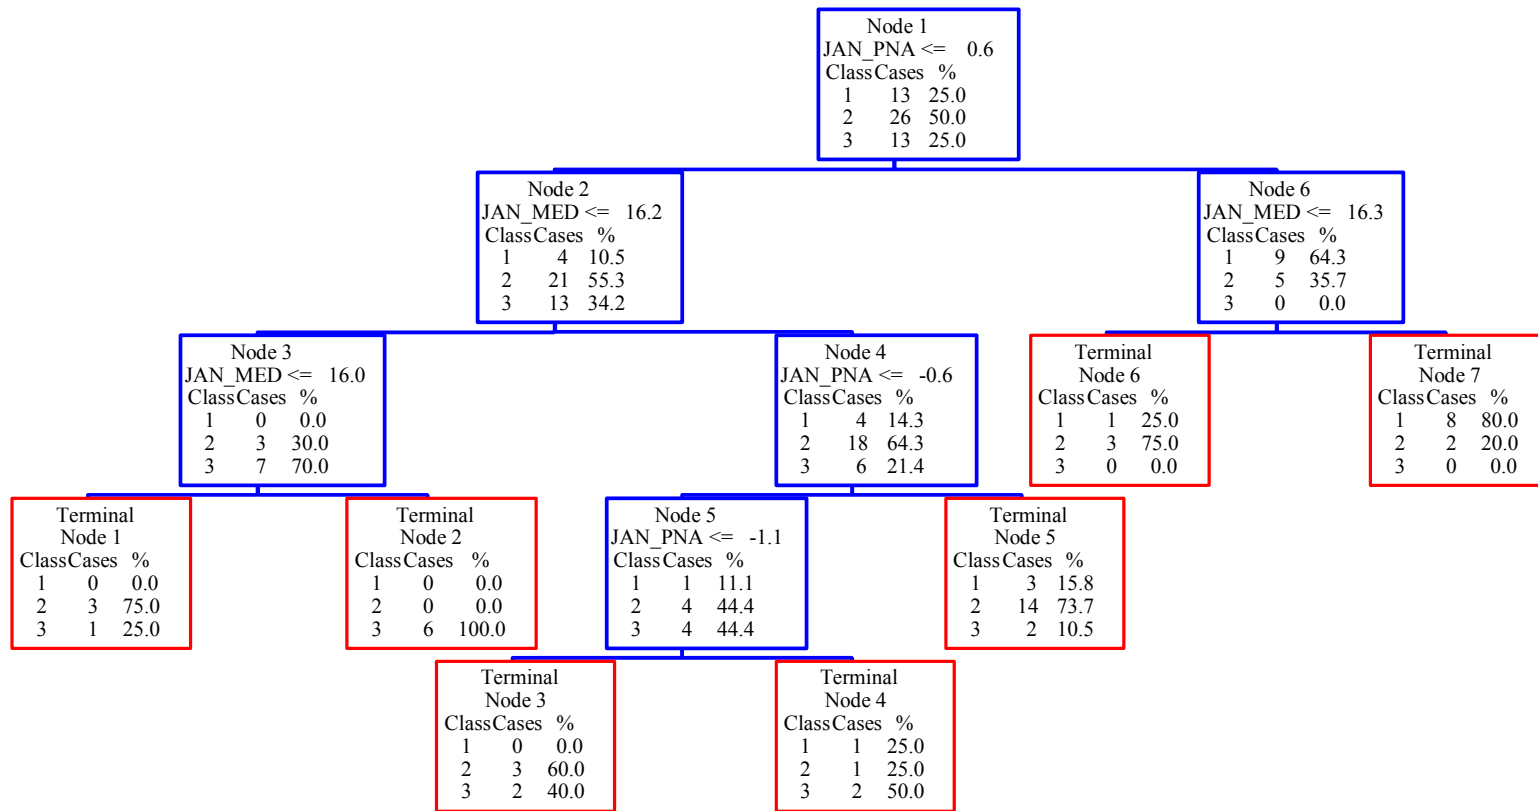 Node 1
JAN_PNA <= 0.6
Class Cases %
1 13 25.0
2 26 50.0
3 13 25.0
Node 2
JAN_MED <= 16.2
Class Cases %
1 4 10.5
2 21 55.3
3 13 34.2
Node 6
JAN_MED <= 16.3
Class Cases %
1 9 64.3
2 5 35.7
3 0 0.0
Node 3
JAN_MED <= 16.0
Class Cases %
1 0 0.0
2 3 30.0
3 7 70.0
Node 4
JAN_PNA <= -0.6
Class Cases %
1 4 14.3
2 18 64.3
3 6 21.4
Terminal
Node 6
Class Cases %
1 1 25.0
2 3 75.0
3 0 0.0
Terminal
Node 7
Class Cases %
1 8 80.0
2 2 20.0
3 0 0.0
Terminal
Node 1
Class Cases %
1 0 0.0
2 3 75.0
3 1 25.0
Terminal
Node 2
Class Cases %
1 0 0.0
2 0 0.0
3 6 100.0
Node 5
JAN_PNA <= -1.1
Class Cases %
1 1 11.1
2 4 44.4
3 4 44.4
Terminal
Node 5
Class Cases %
1 3 15.8
2 14 73.7
3 2 10.5
Terminal
Node 3
Class Cases %
1 0 0.0
2 3 60.0
3 2 40.0
Terminal
Node 4
Class Cases %
1 1 25.0
2 1 25.0
3 2 50.0